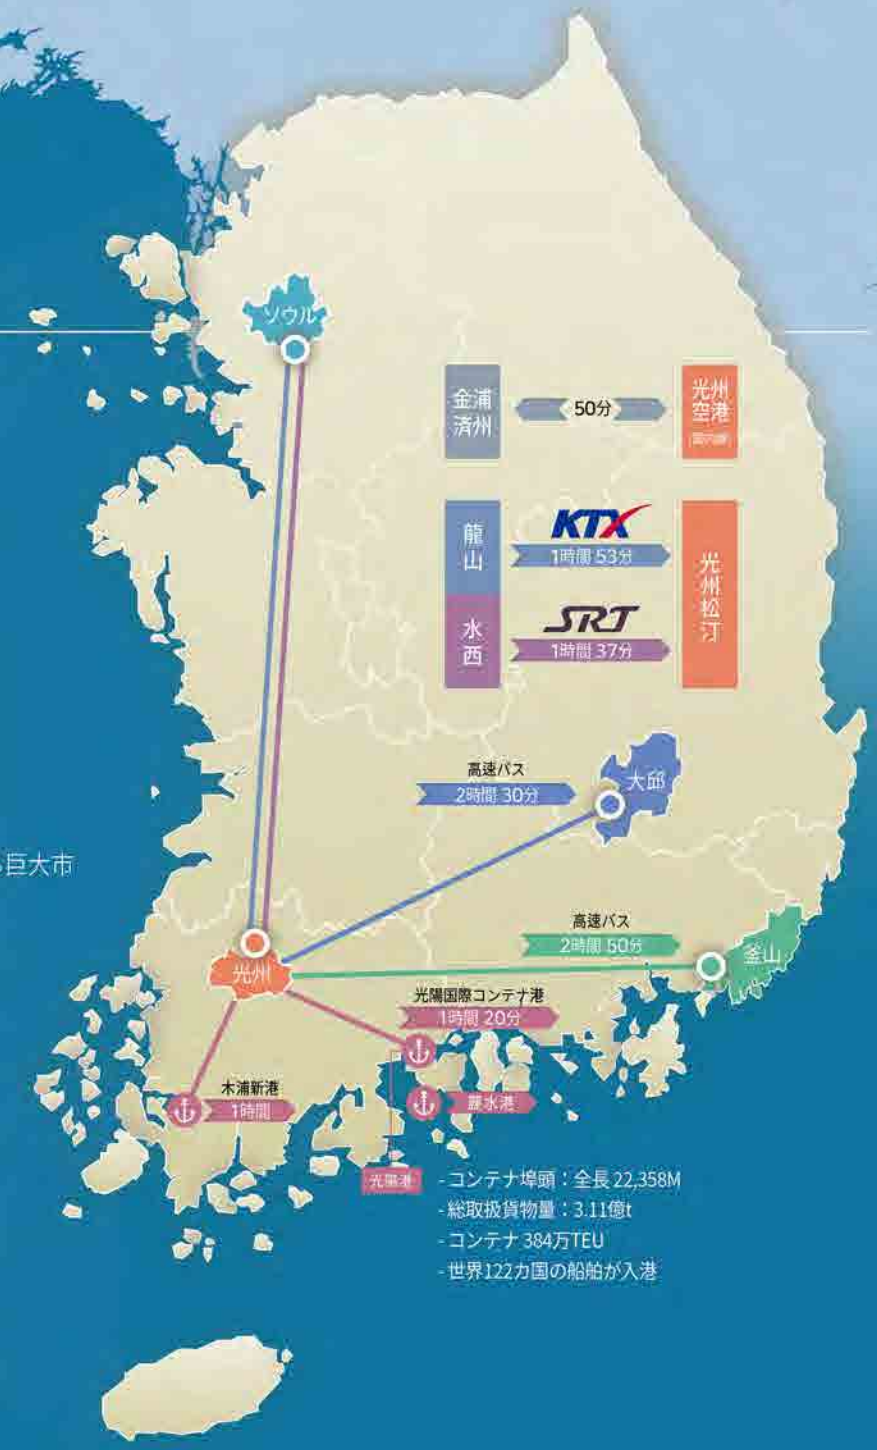 ソウル
金浦
済州
50分
光州
空港
(国内線)
龍
山
KTX
1時間 53分
光州松汀
水
西
SRT
1時間 37分
高速バス
2時間 30分
大邱
巨大市
高速バス
2時間 50分
釜山
光州
光陽国際コンテナ港
1時間 20分
木浦新港
1時間
麗水港
光陽港
- コンテナ埠頭：全長 22,358M
- 総取扱貨物量：3.11億t
- コンテナ 384万TEU
- 世界122カ国の船舶が入港